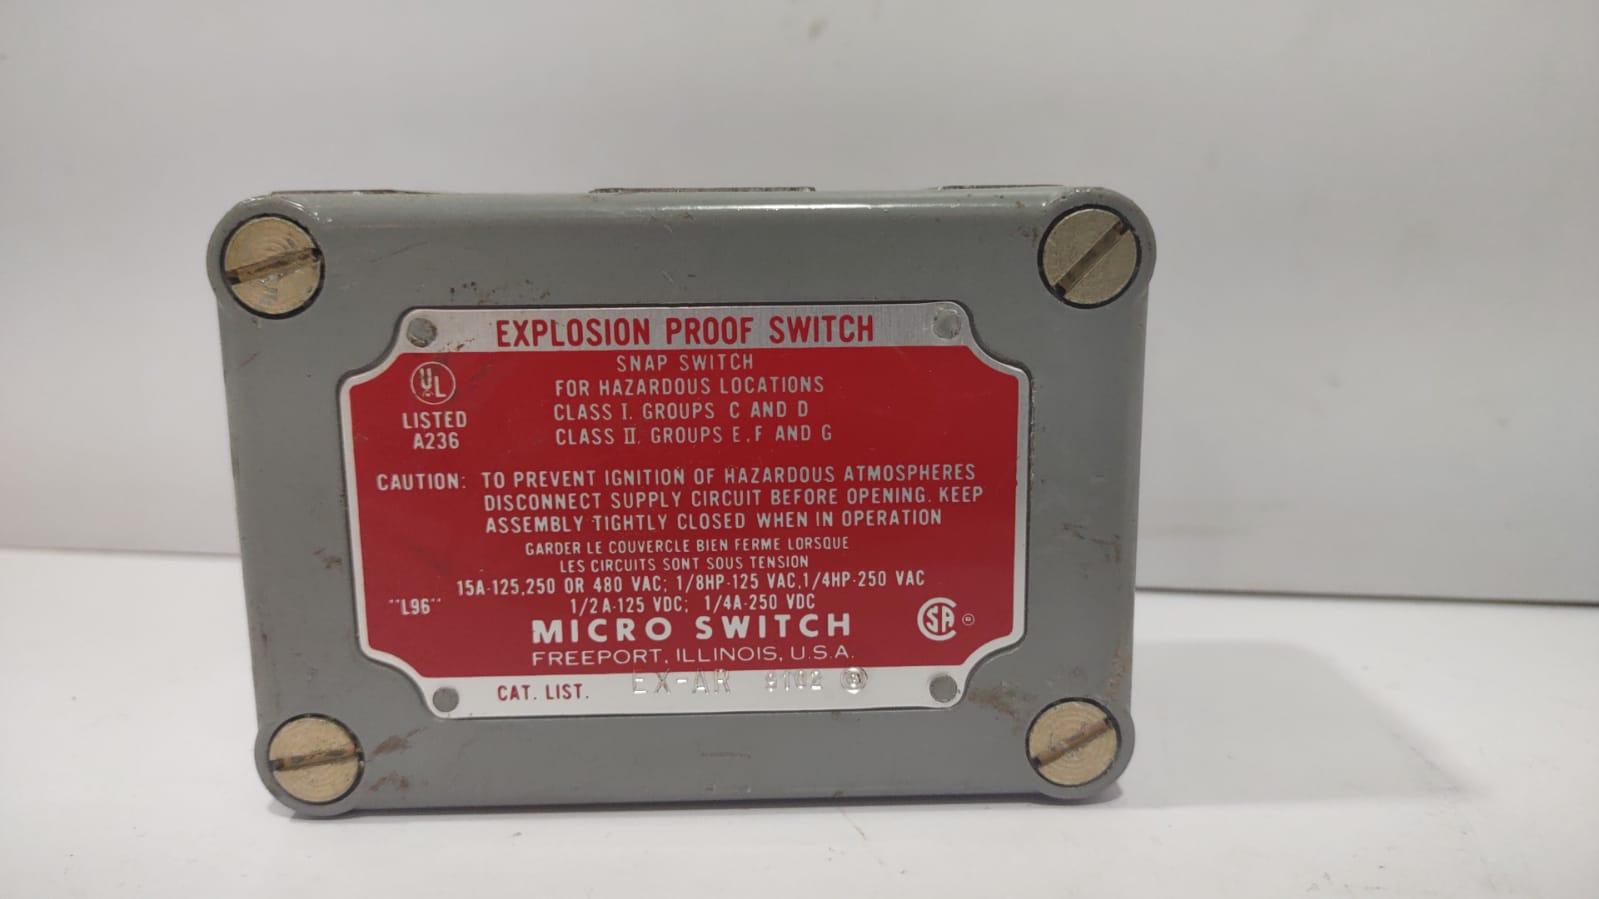 EXPLOSION PROOF SWITCH
SNAP SWITCH
FOR HAZARDOUS LOCATIONS
CLASS I. GROUPS C AND D
CLASS II. GROUPS E.F AND G
UL
LISTED
A236
CAUTION: TO PREVENT IGNITION OF HAZARDOUS ATMOSPHERES
DISCONNECT SUPPLY CIRCUIT BEFORE OPENING. KEEP
ASSEMBLY TIGHTLY CLOSED WHEN IN OPERATION
GARDER LE COUVERCLE BIEN FERME LORSQUE
LES CIRCUITS SONT SOUS TENSION
15A-125,250 OR 480 VAC; 1/8HP-125 VAC,1/4HP-250 VAC
""L96"" 1/2A-125 VDC; 1/4A-250 VDC
MICRO SWITCH
CSA ®
FREEPORT, ILLINOIS, U.S.A.
CAT. LIST. EX-AR 9102